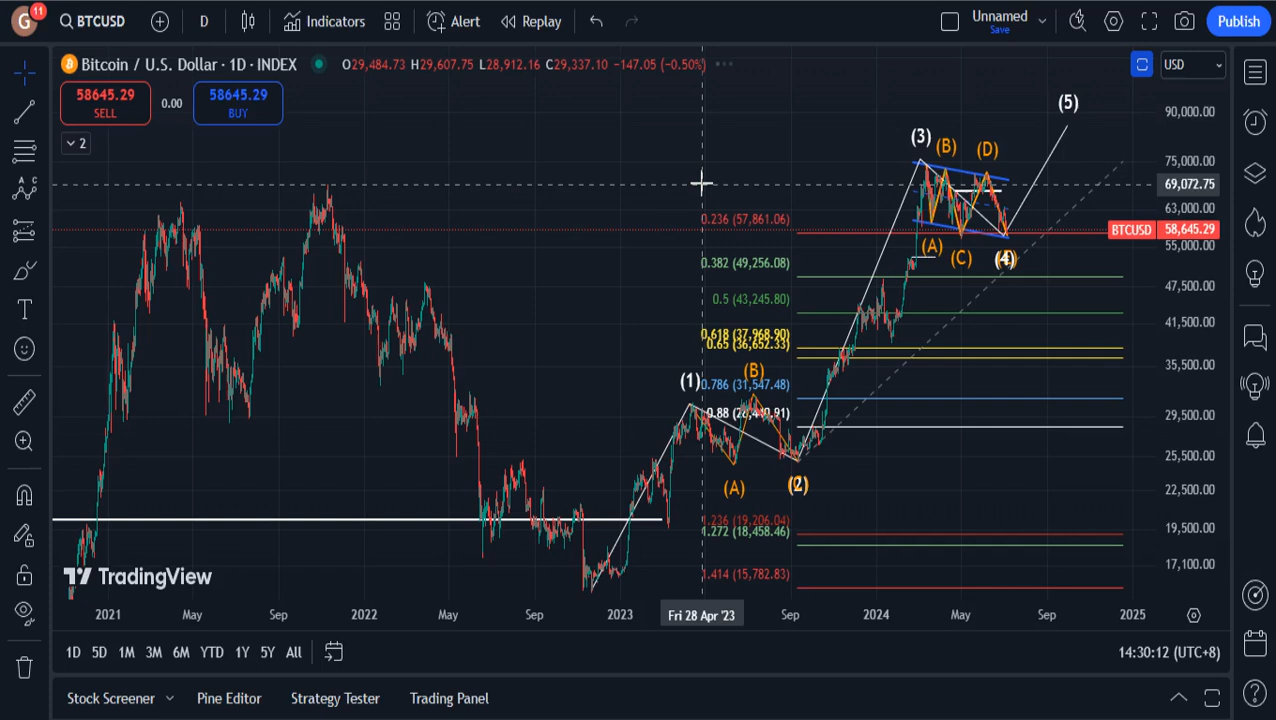 G 11 BTCUSD D Indicators Alert Replay Unnamed Save Publish
Bitcoin / U.S. Dollar · 1D · INDEX O29,484.73 H29,607.75 L28,912.16 C29,337.10 −147.05 (−0.50%) USD
58645.29 SELL 0.00 58645.29 BUY
2
(5)
90,000.00
(3) (B) (D)
75,000.00
69,072.75
63,000.00
0.236 (57,861.06)
BTCUSD 58,645.29
(A) (C) (4)
55,000.00
0.382 (49,256.08)
47,500.00
0.5 (43,245.80)
41,500.00
0.618 (37,968.90)
0.65 (36,652.33)
35,500.00
(B)
(1) 0.786 (31,547.48)
29,500.00
(A) (2)
25,500.00
22,500.00
1.236 (19,206.04)
1.272 (18,458.46)
19,500.00
17,100.00
1.414 (15,782.83)
TradingView
2021 May Sep 2022 May Sep 2023 Fri 28 Apr '23 Sep 2024 May Sep 2025
1D 5D 1M 3M 6M YTD 1Y 5Y All 14:30:12 (UTC+8)
Stock Screener Pine Editor Strategy Tester Trading Panel